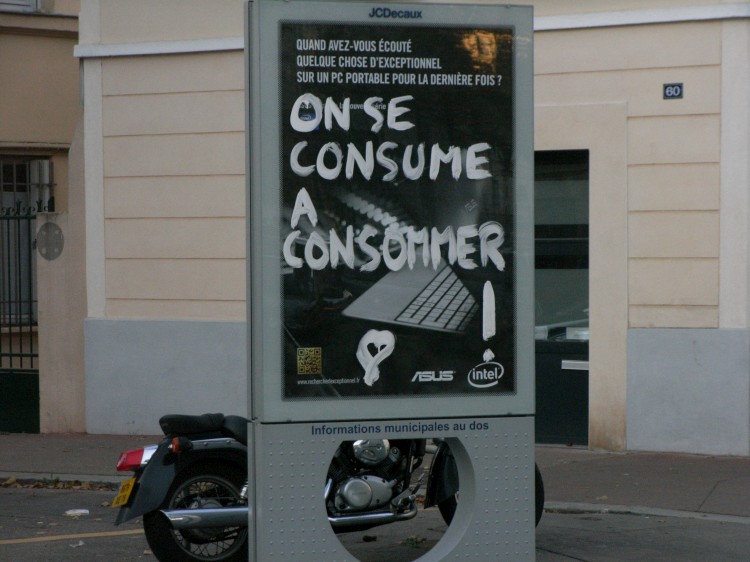 JCDecaux
QUAND AVEZ-VOUS ÉCOUTÉ
QUELQUE CHOSE D'EXCEPTIONNEL
SUR UN PC PORTABLE POUR LA DERNIÈRE FOIS ?
ON SE
CONSUME
A
CONSOMMER
!
ASUS
intel
Informations municipales au dos
60